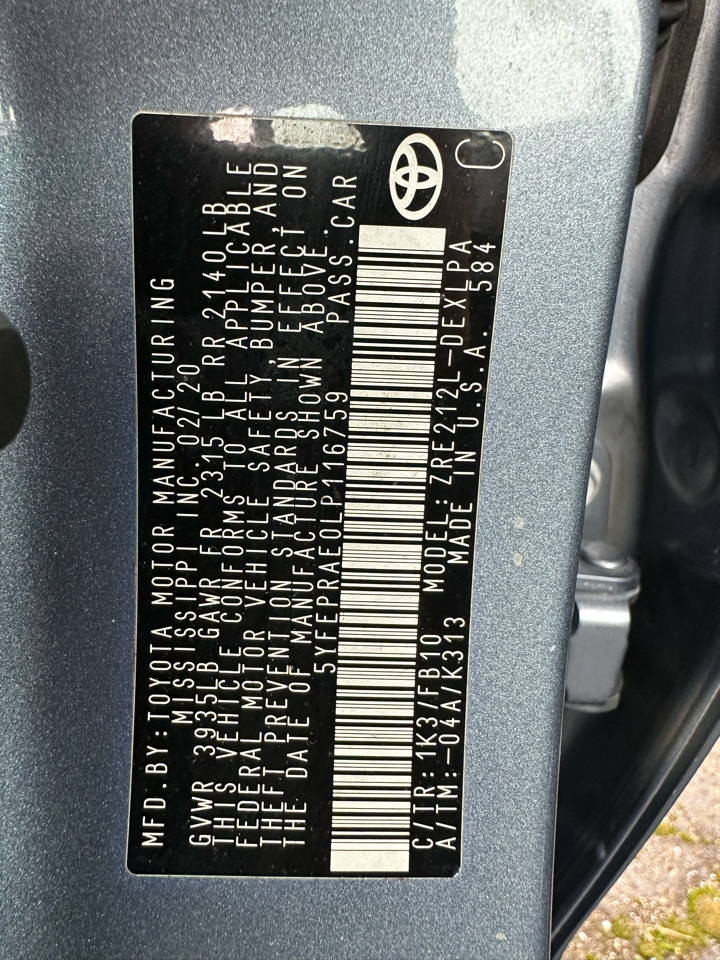 MFD.BY:TOYOTA MOTOR MANUFACTURING
MISSISSIPPI INC. 02/20
GVWR 3935LB GAWR FR 2315 LB RR 2140 LB
THIS VEHICLE CONFORMS TO ALL APPLICABLE
FEDERAL MOTOR VEHICLE SAFETY,BUMPER,AND
THEFT PREVENTION STANDARDS IN EFFECT ON
THE DATE OF MANUFACTURE SHOWN ABOVE.
5YFEPRAE0LP116759 PASS.CAR
C/TR:1K3/FB10 MODEL:ZRE212L-DEXLPA
A/TM:-04A/K313 MADE IN U.S.A. 584
C